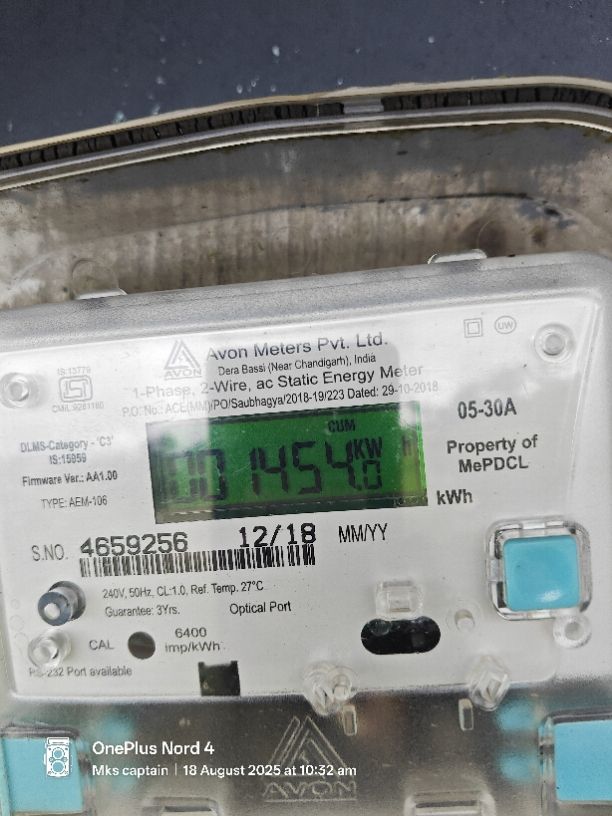 Avon Meters Pvt. Ltd.
AVON
Dera Bassi (Near Chandigarh), India
UW
IS:13779
CM/L:9281180
1-Phase, 2-Wire, ac Static Energy Meter
P.O. No.: ACE(MM)/PO/Saubhagya/2018-19/223 Dated: 29-10-2018
05-30A
DLMS-Category - 'C3'
IS:15959
Firmware Ver.: AA1.00
TYPE: AEM-106
CUM
001454.0 KW h
Property of
MePDCL
kWh
S.NO. 4659256 12/18 MM/YY
240V, 50Hz, CL:1.0, Ref. Temp. 27°C
Guarantee: 3Yrs. Optical Port
CAL 6400
imp/kWh
RS-232 Port available
AVON
OnePlus Nord 4
Mks captain | 18 August 2025 at 10:32 am